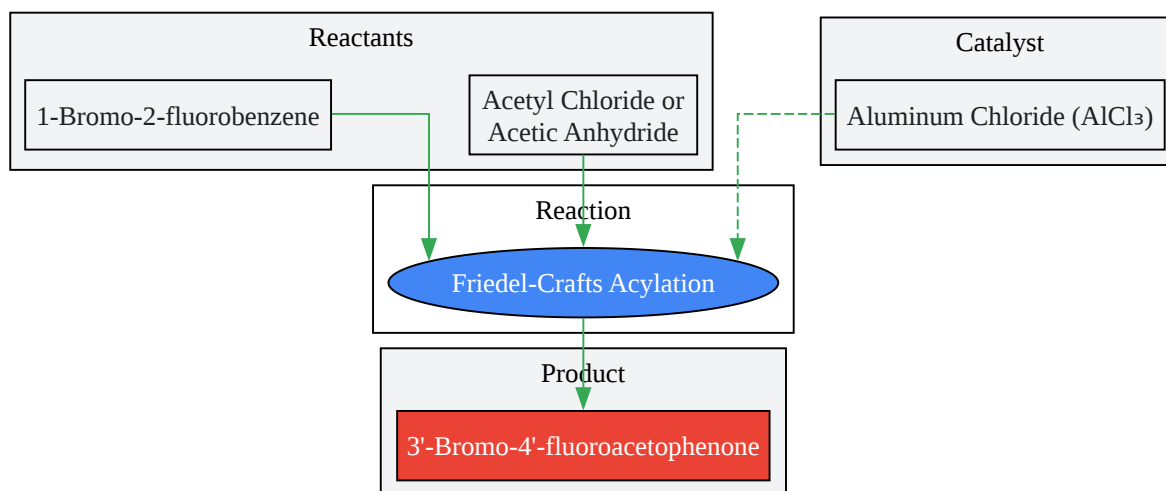 Reactants
1-Bromo-2-fluorobenzene
Acetyl Chloride or
Acetic Anhydride
Catalyst
Aluminum Chloride (AlCl₃)
Reaction
Friedel-Crafts Acylation
Product
3'-Bromo-4'-fluoroacetophenone